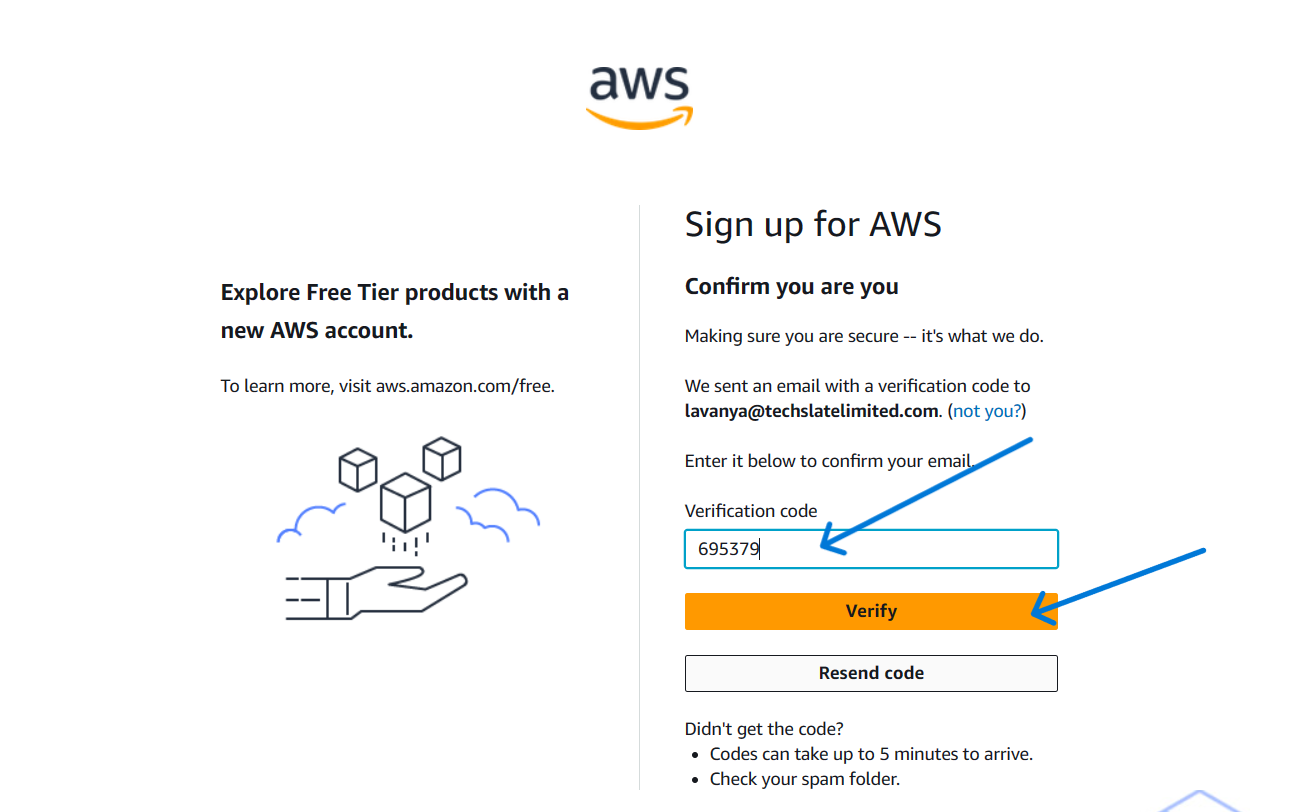 aws
Sign up for AWS
Explore Free Tier products with a
new AWS account.
To learn more, visit aws.amazon.com/free.
Confirm you are you
Making sure you are secure -- it's what we do.
We sent an email with a verification code to
lavanya@techslatelimited.com. (not you?)
Enter it below to confirm your email.
Verification code
695379
Verify
Resend code
Didn't get the code?
• Codes can take up to 5 minutes to arrive.
• Check your spam folder.